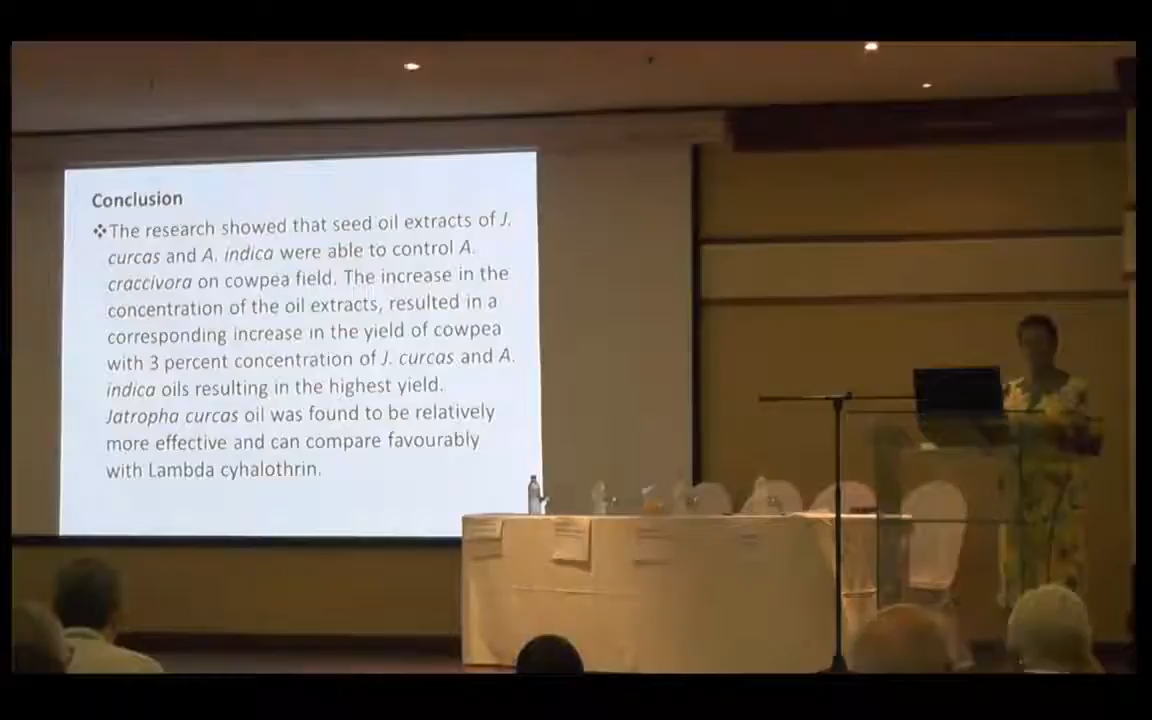 Conclusion
❖The research showed that seed oil extracts of J.
curcas and A. indica were able to control A.
craccivora on cowpea field. The increase in the
concentration of the oil extracts, resulted in a
corresponding increase in the yield of cowpea
with 3 percent concentration of J. curcas and A.
indica oils resulting in the highest yield.
Jatropha curcas oil was found to be relatively
more effective and can compare favourably
with Lambda cyhalothrin.